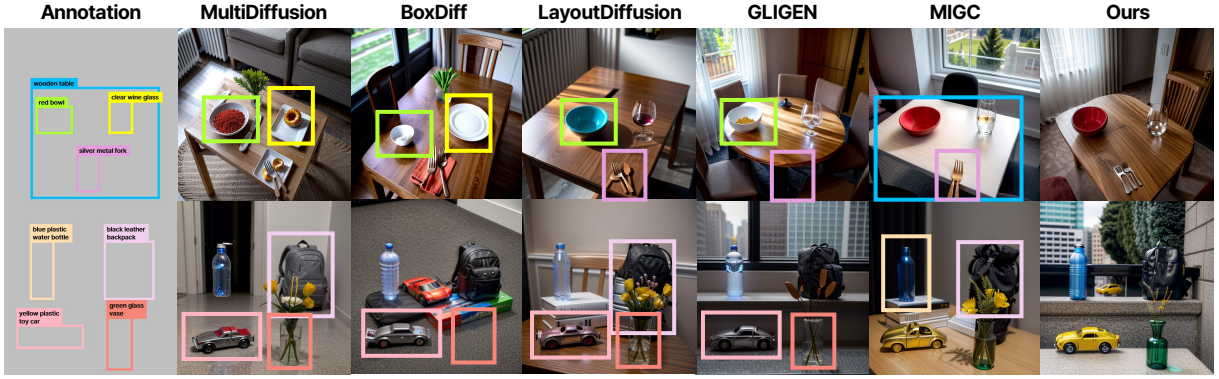 Annotation MultiDiffusion BoxDiff LayoutDiffusion GLIGEN MIGC Ours
wooden table
red bowl
clear wine glass
silver metal fork
blue plastic
water bottle
black leather
backpack
yellow plastic
toy car
green glass
vase